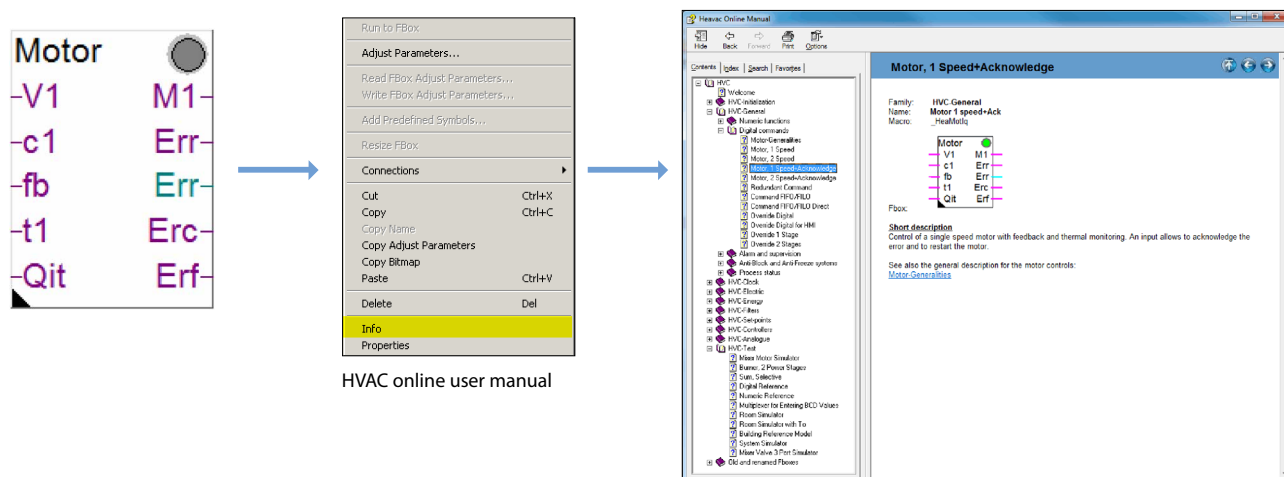 Motor
V1 M1
c1 Err
fb Err
t1 Erc
Qit Erf
Run to FBox
Adjust Parameters...
Read FBox Adjust Parameters...
Write FBox Adjust Parameters...
Add Predefined Symbols...
Resize FBox
Connections
Cut Ctrl+X
Copy Ctrl+C
Copy Name
Copy Adjust Parameters
Copy Bitmap
Paste Ctrl+V
Delete Del
Info
Properties
HVAC online user manual
Heavac Online Manual
Hide Back Forward Print Options
Contents Index Search Favorites
HVC
Welcome
HVC-Initialization
HVC-General
Numeric functions
Digital commands
Motor-Generalities
Motor, 1 Speed
Motor, 2 Speed
Motor, 1 Speed+Acknowledge
Motor, 2 Speed+Acknowledge
Redundant Command
Command FIFO/FILO
Command FIFO/FILO Direct
Override Digital
Override Digital for HMI
Override 1 Stage
Override 2 Stages
Alarm and supervision
Anti-Block and Anti-Freeze systems
Process status
HVC-Clock
HVC-Electric
HVC-Energy
HVC-Filters
HVC-Set-points
HVC-Controllers
HVC-Analogue
HVC-Test
Mixer Motor Simulator
Burner, 2 Power Stages
Sum, Selective
Digital Reference
Numeric Reference
Multiplexer for Entering BCD Values
Room Simulator
Room Simulator with To
Building Reference Model
System Simulator
Mixer Valve 3 Port Simulator
Old and renamed Fboxes
Motor, 1 Speed+Acknowledge
Family: HVC-General
Name: Motor 1 speed+Ack
Macro: _HeaMotIq
Motor
V1 M1
c1 Err
fb Err
t1 Erc
Qit Erf
Fbox:
Short description
Control of a single speed motor with feedback and thermal monitoring. An input allows to acknowledge the
error and to restart the motor.
See also the general description for the motor controls:
Motor-Generalities